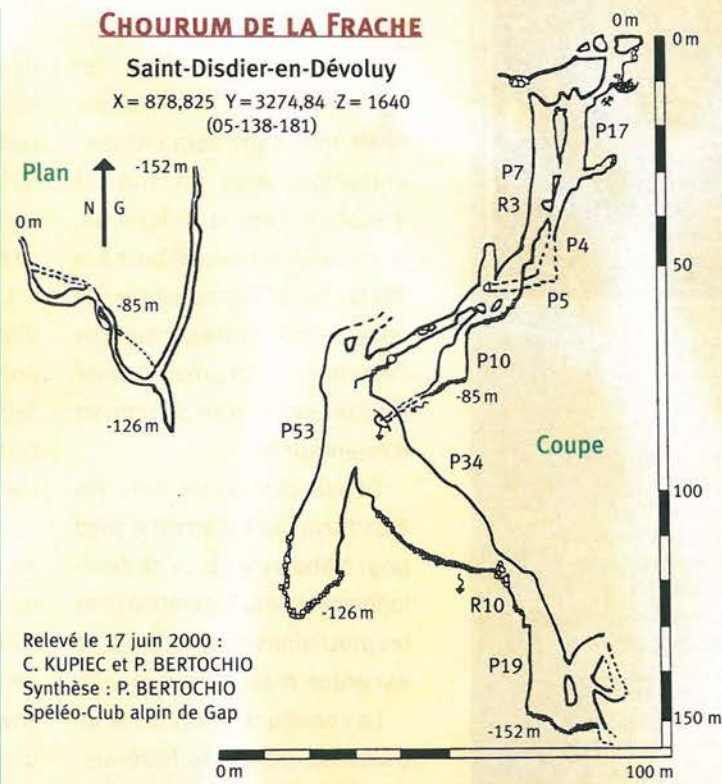 CHOURUM DE LA FRACHE
Saint-Disdier-en-Dévoluy
X = 878,825 Y=3274,84 Z= 1640
(05-138-181)
Plan
N G
0m
-152 m
-85 m
-126 m
Coupe
0 m
0 m
50
100
150 m
P17
P7
R3
P4
P5
P10
-85 m
P53
P34
-126 m
R10
P19
-152 m
0 m
100 m
Relevé le 17 juin 2000 :
C. KUPIEC et P. BERTOCHIO
Synthèse : P. BERTOCHIO
Spéléo-Club alpin de Gap